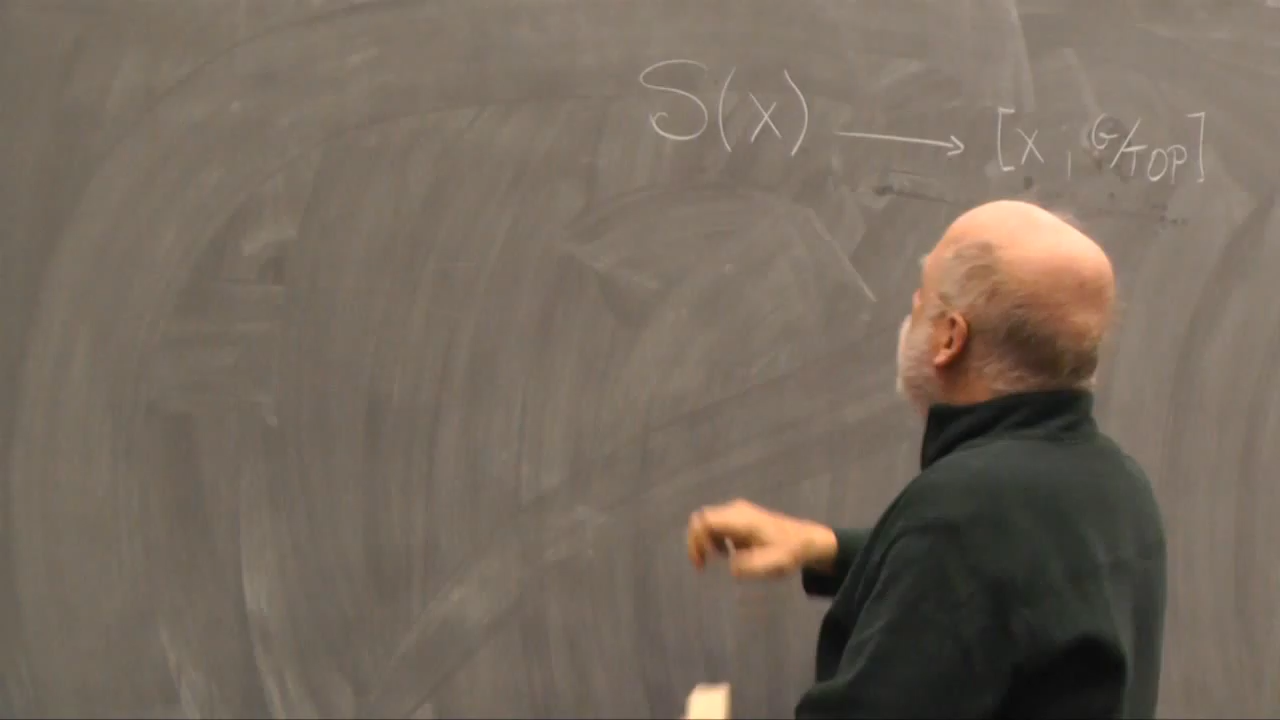 S(X) → [X, G/TOP]